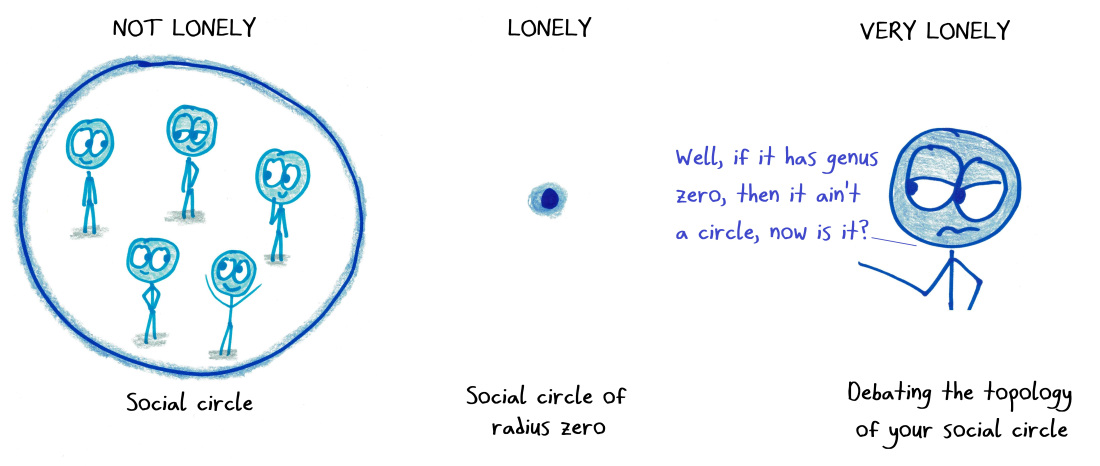 NOT LONELY
Social circle
LONELY
Social circle of
radius zero
VERY LONELY
Well, if it has genus
zero, then it ain't
a circle, now is it?
Debating the topology
of your social circle